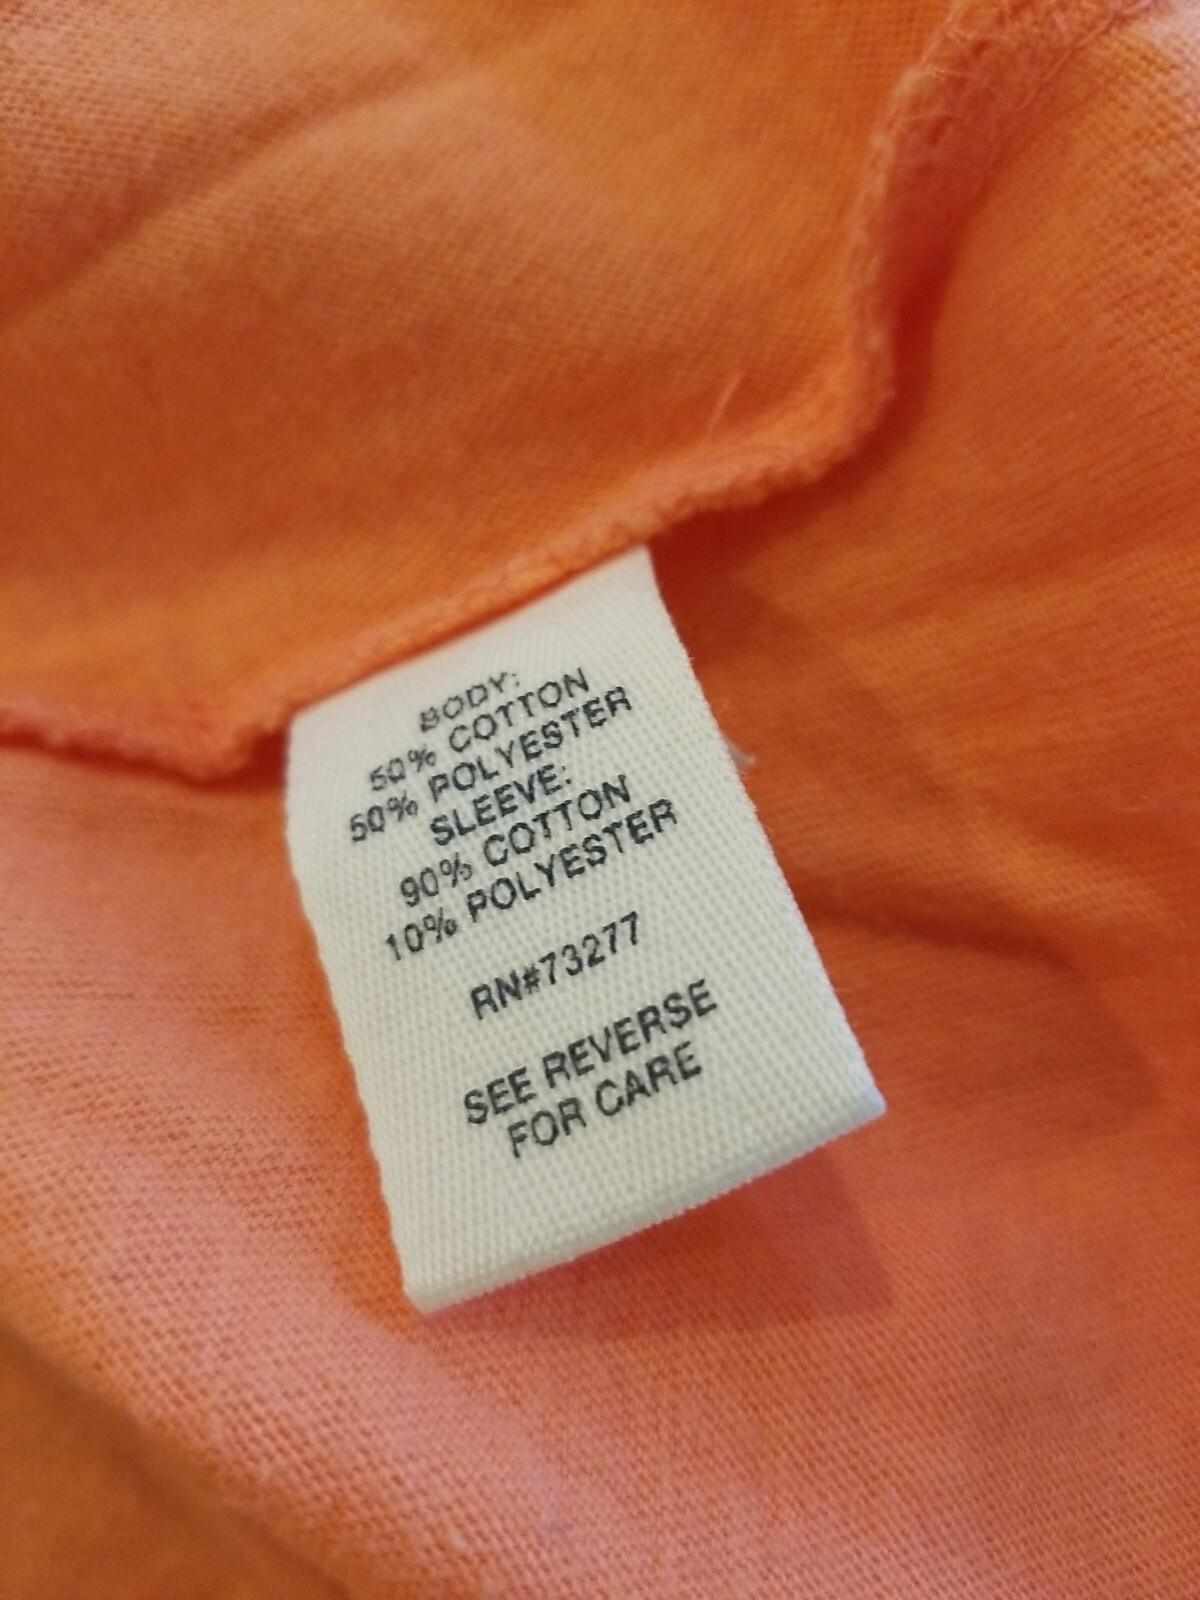 BODY:
50% COTTON
50% POLYESTER
SLEEVE:
90% COTTON
10% POLYESTER
RN#73277
SEE REVERSE
FOR CARE